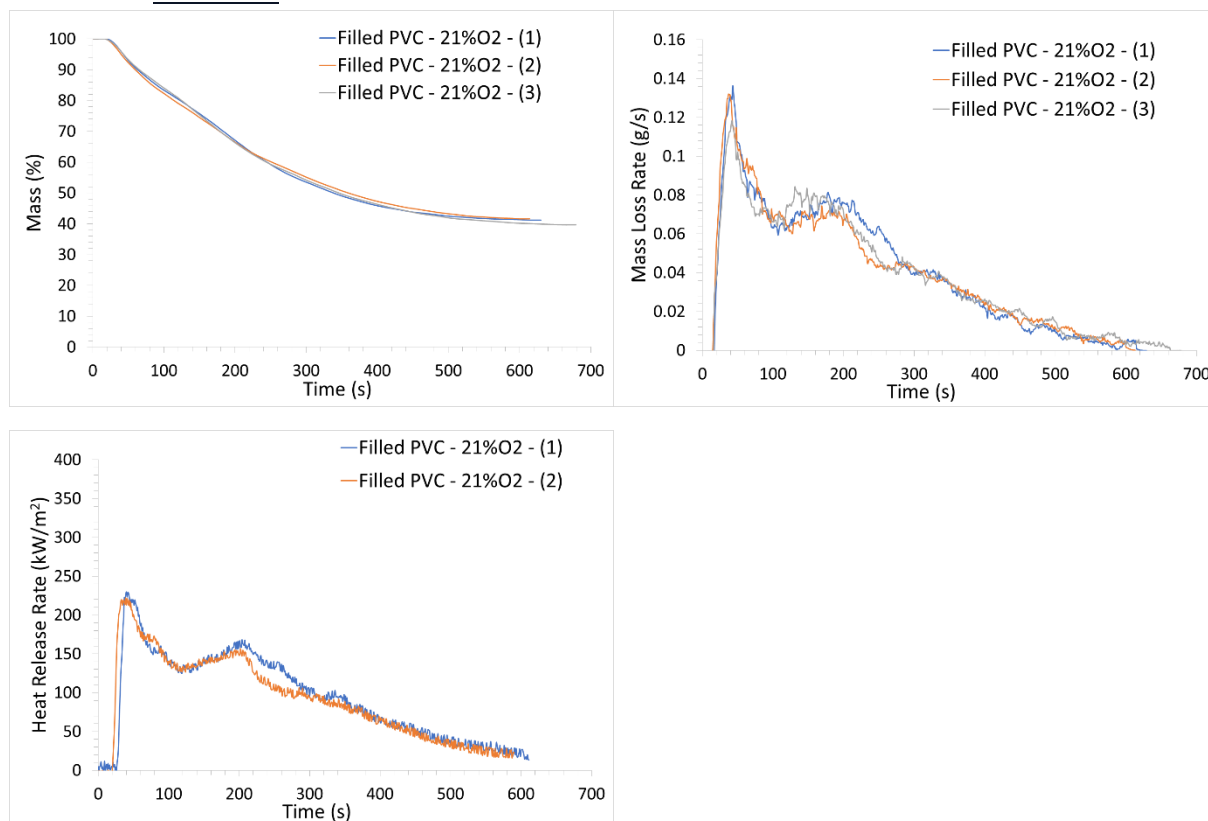 Filled PVC - 21%O2 - (1)
Filled PVC - 21%O2 - (2)
Filled PVC - 21%O2 - (3)
Mass (%)
100
90
80
70
60
50
40
30
20
10
0
0 100 200 300 400 500 600 700
Time (s)
Filled PVC - 21%O2 - (1)
Filled PVC - 21%O2 - (2)
Filled PVC - 21%O2 - (3)
Mass Loss Rate (g/s)
0.16
0.14
0.12
0.1
0.08
0.06
0.04
0.02
0
0 100 200 300 400 500 600 700
Time (s)
Filled PVC - 21%O2 - (1)
Filled PVC - 21%O2 - (2)
Heat Release Rate (kW/m²)
400
350
300
250
200
150
100
50
0
0 100 200 300 400 500 600 700
Time (s)